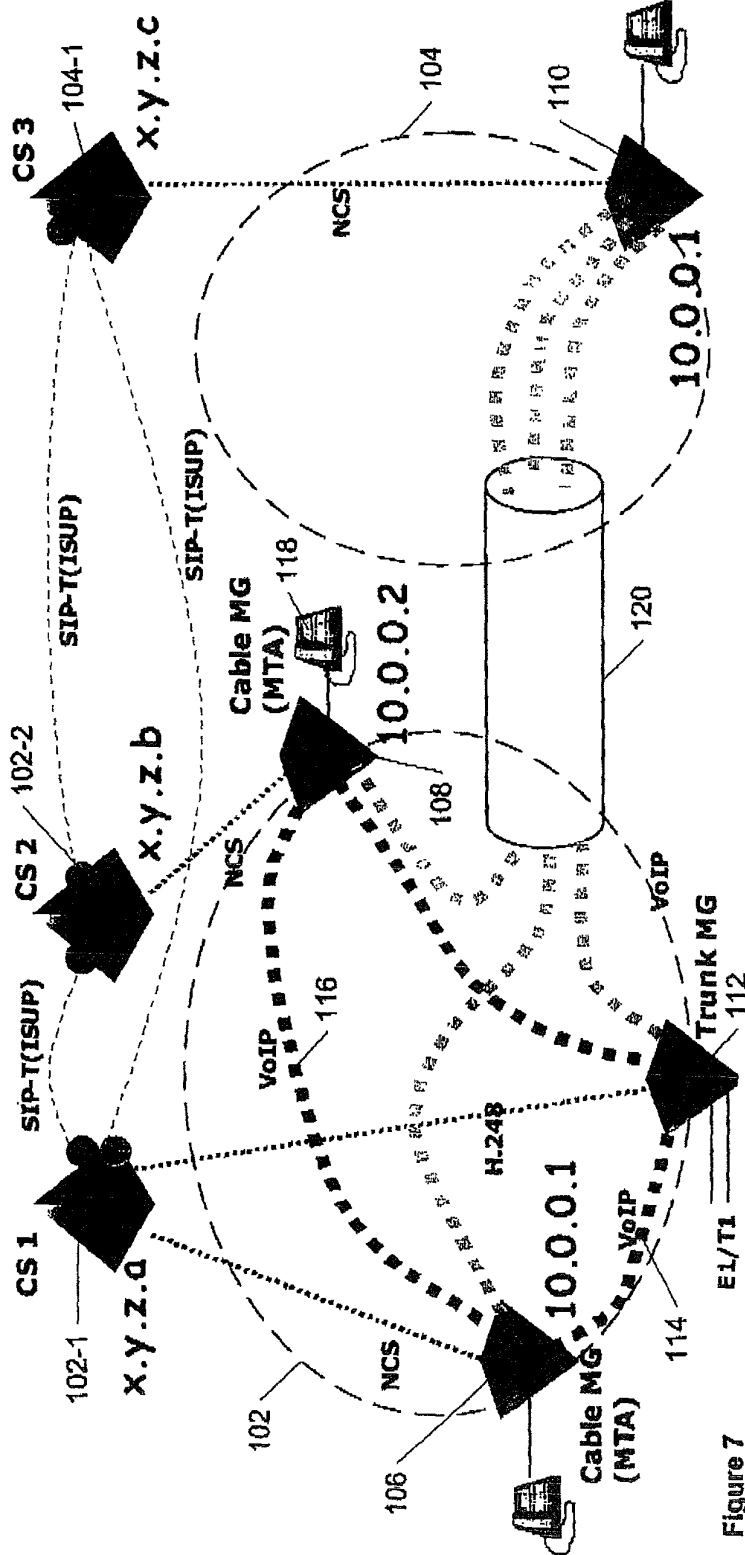 CS 1
102-1
x.y.z.a
SIP-T(ISUP)
CS 2
102-2
x.y.z.b
SIP-T(ISUP)
SIP-T(ISUP)
CS 3
104-1
x.y.z.c
102
NCS
VoIP
116
H.248
NCS
Cable MG
(MTA)
118
10.0.0.2
108
104
NCS
110
10.0.0.1
120
106
Cable MG
(MTA)
10.0.0.1
VoIP
114
Trunk MG
112
VoIP
E1/T1
Figure 7